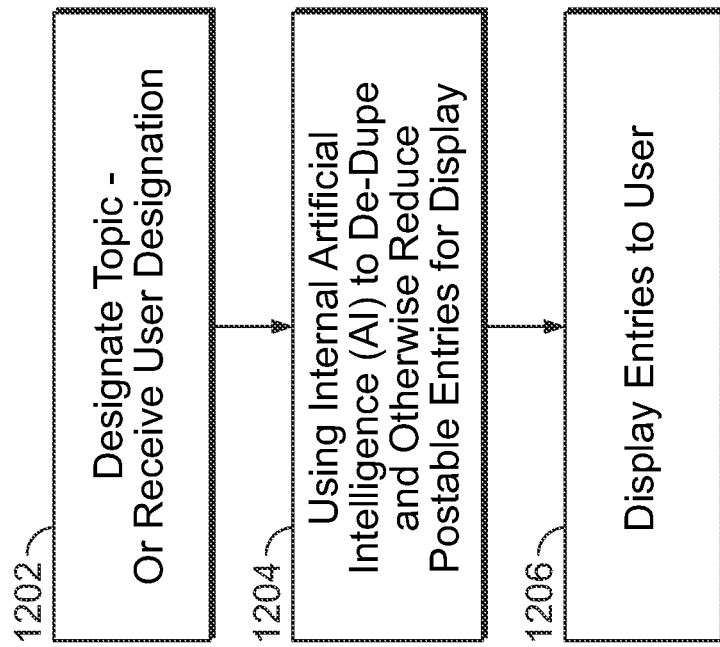 1202
Designate Topic -
Or Receive User Designation
1204
Using Internal Artificial
Intelligence (AI) to De-Dupe
and Otherwise Reduce
Postable Entries for Display
1206
Display Entries to User